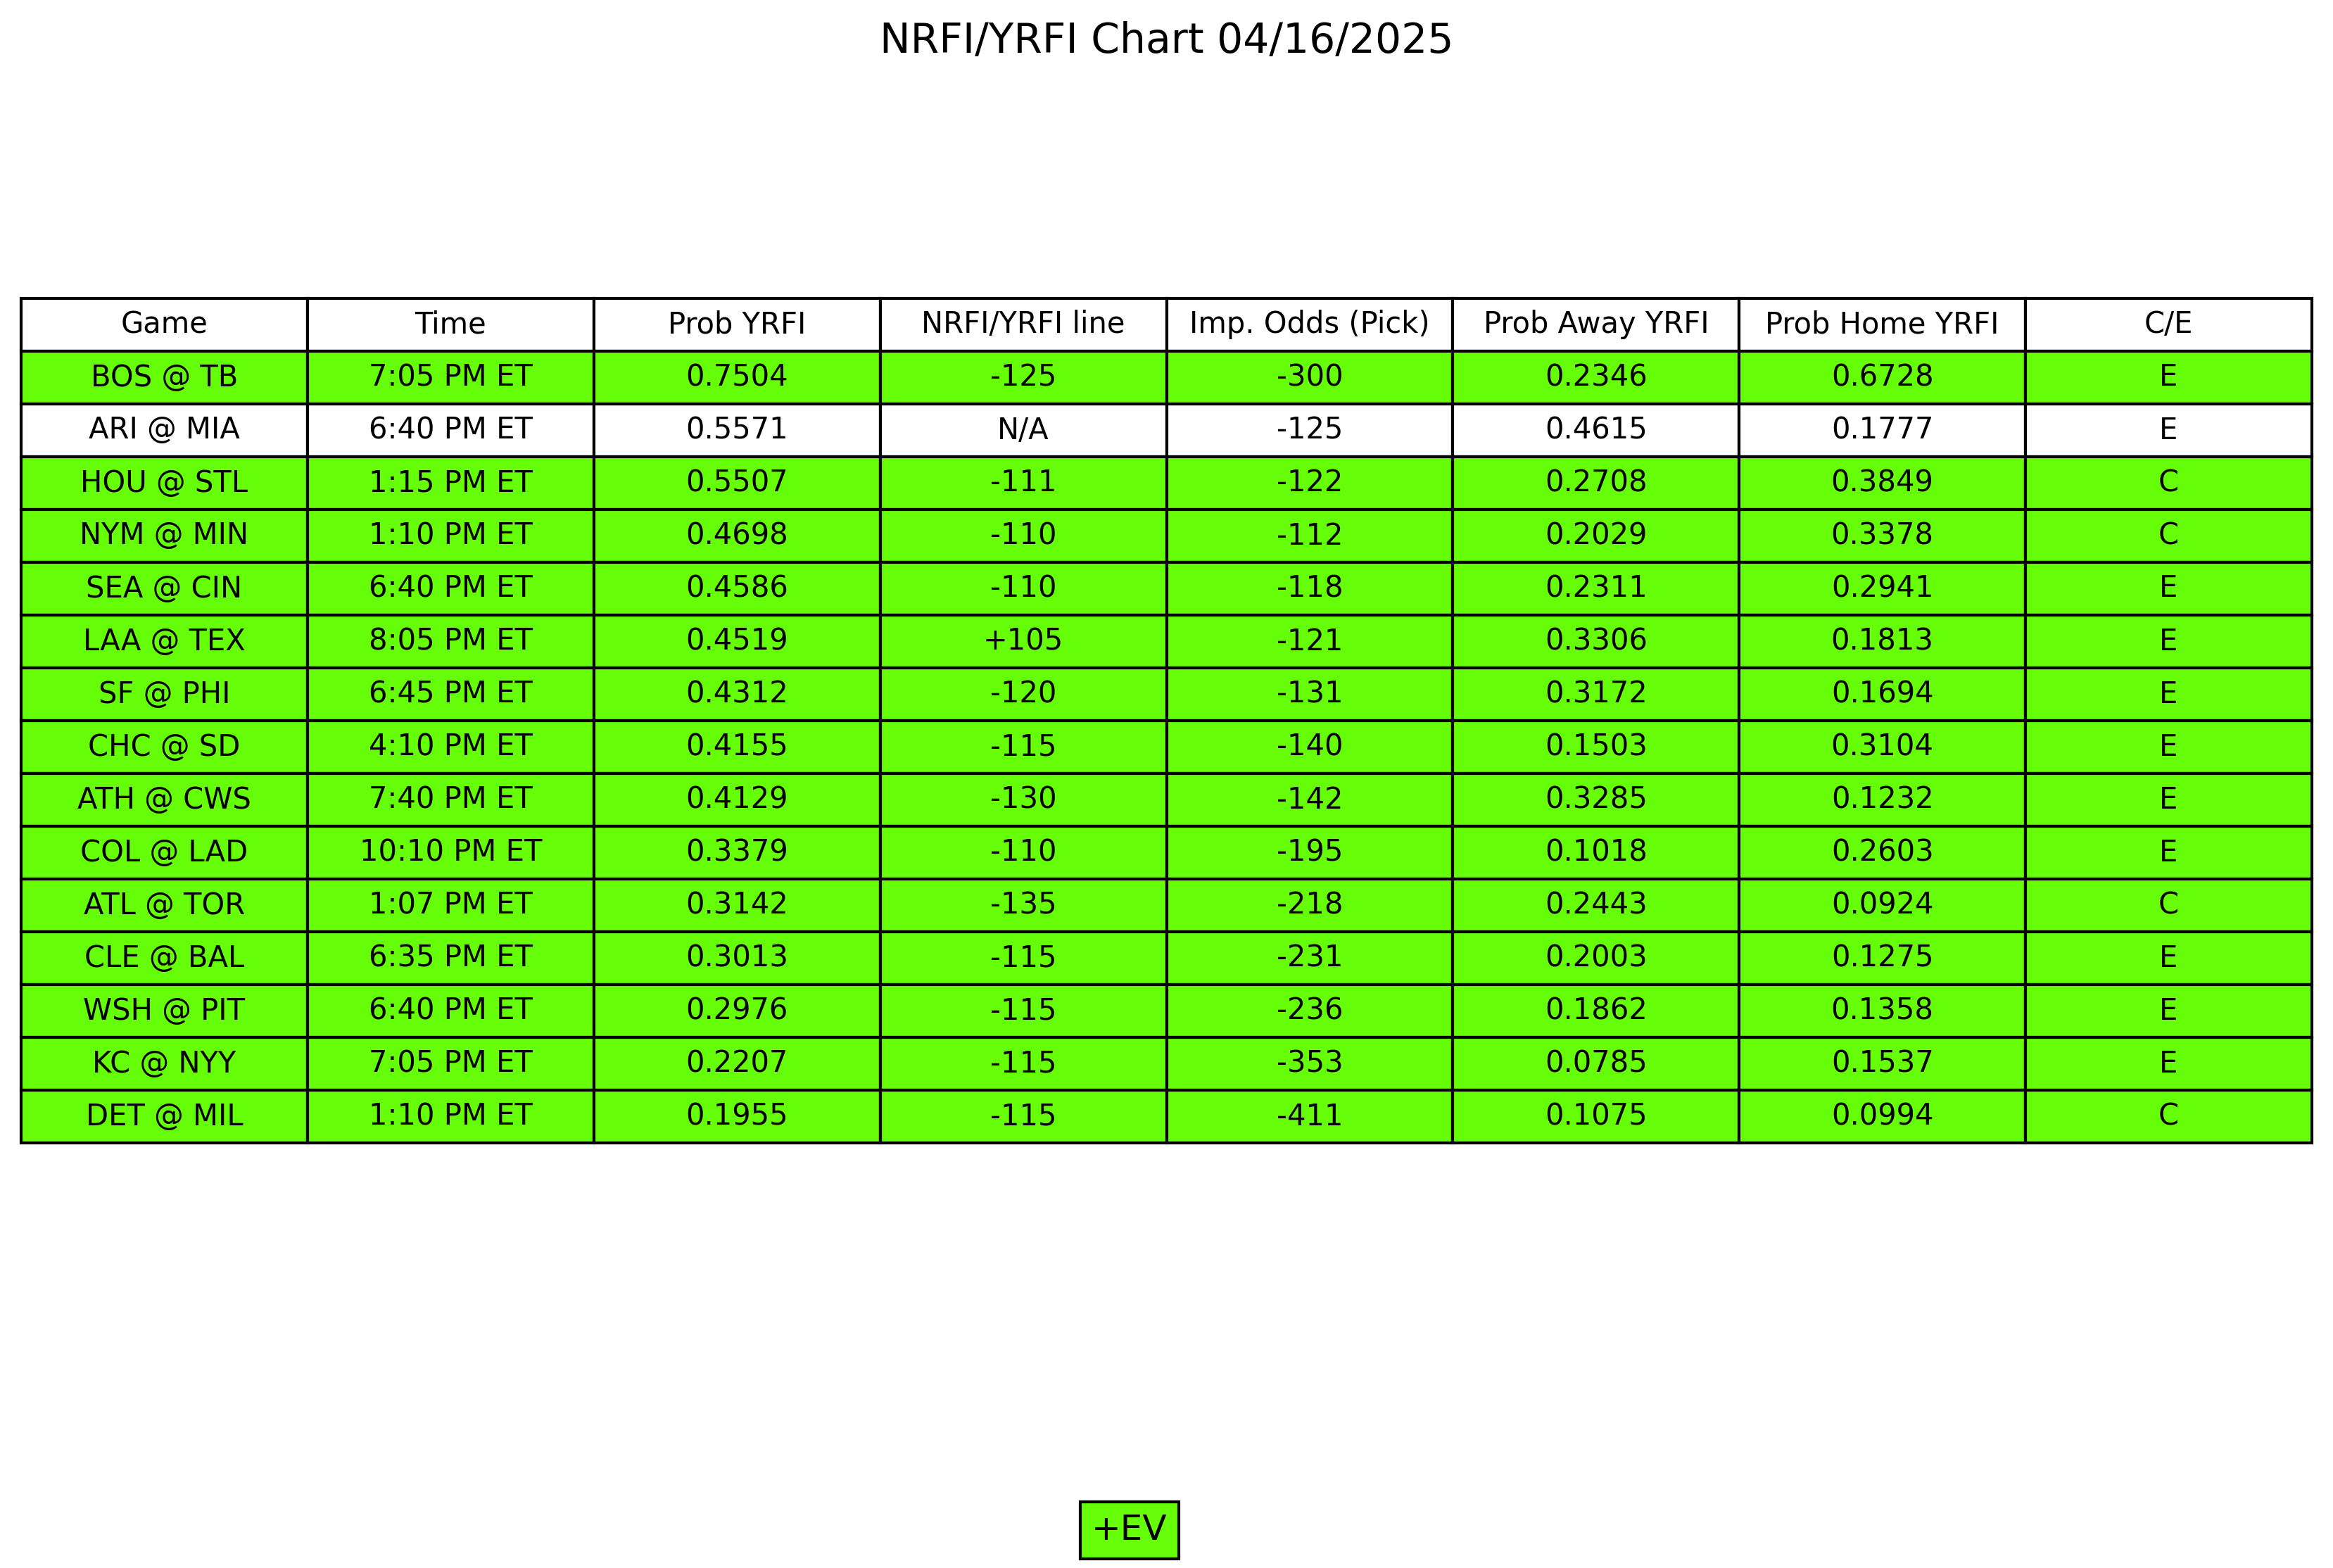 NRFI/YRFI Chart 04/16/2025
Game Time Prob YRFI NRFI/YRFI line Imp. Odds (Pick) Prob Away YRFI Prob Home YRFI C/E
BOS @ TB 7:05 PM ET 0.7504 -125 -300 0.2346 0.6728 E
ARI @ MIA 6:40 PM ET 0.5571 N/A -125 0.4615 0.1777 E
HOU @ STL 1:15 PM ET 0.5507 -111 -122 0.2708 0.3849 C
NYM @ MIN 1:10 PM ET 0.4698 -110 -112 0.2029 0.3378 C
SEA @ CIN 6:40 PM ET 0.4586 -110 -118 0.2311 0.2941 E
LAA @ TEX 8:05 PM ET 0.4519 +105 -121 0.3306 0.1813 E
SF @ PHI 6:45 PM ET 0.4312 -120 -131 0.3172 0.1694 E
CHC @ SD 4:10 PM ET 0.4155 -115 -140 0.1503 0.3104 E
ATH @ CWS 7:40 PM ET 0.4129 -130 -142 0.3285 0.1232 E
COL @ LAD 10:10 PM ET 0.3379 -110 -195 0.1018 0.2603 E
ATL @ TOR 1:07 PM ET 0.3142 -135 -218 0.2443 0.0924 C
CLE @ BAL 6:35 PM ET 0.3013 -115 -231 0.2003 0.1275 E
WSH @ PIT 6:40 PM ET 0.2976 -115 -236 0.1862 0.1358 E
KC @ NYY 7:05 PM ET 0.2207 -115 -353 0.0785 0.1537 E
DET @ MIL 1:10 PM ET 0.1955 -115 -411 0.1075 0.0994 C
+EV